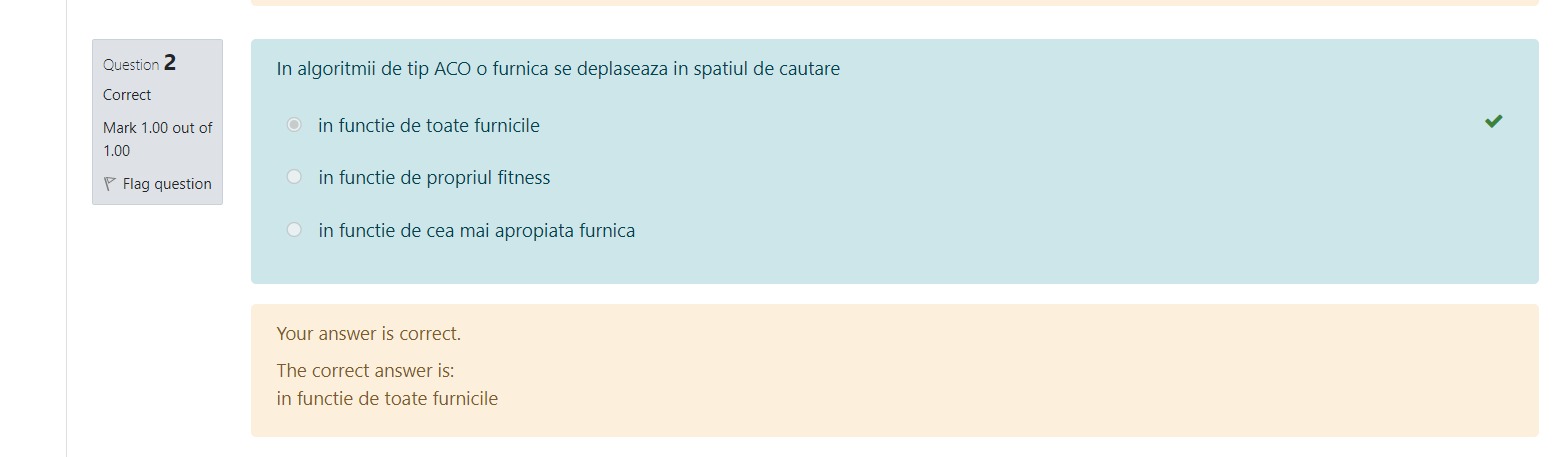 Question 2
Correct
Mark 1.00 out of
1.00
Flag question
In algoritmii de tip ACO o furnica se deplaseaza in spatiul de cautare
in functie de toate furnicile
in functie de propriul fitness
in functie de cea mai apropiata furnica
Your answer is correct.
The correct answer is:
in functie de toate furnicile